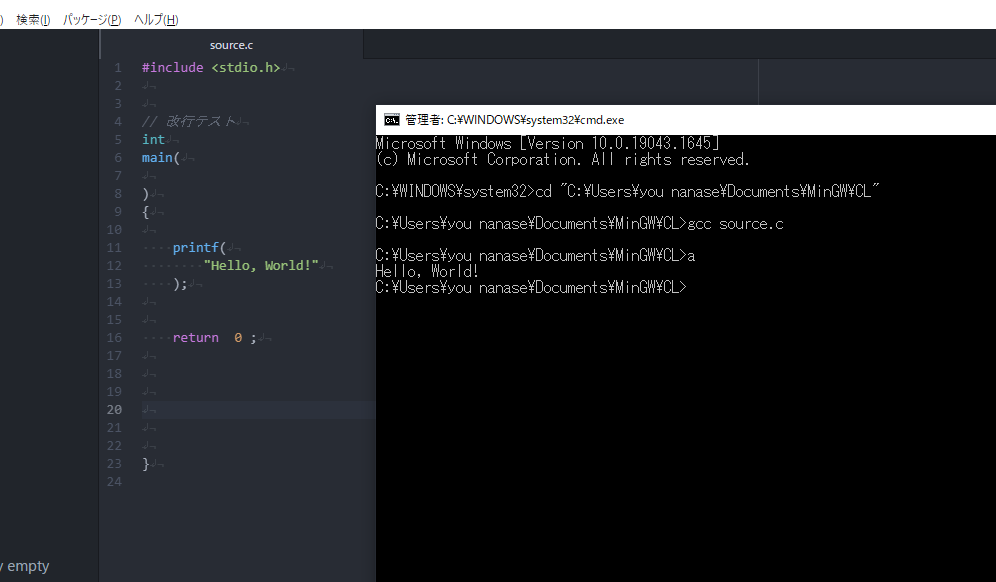 ) 検索(I) パッケージ(P) ヘルプ(H)
source.c
1 #include <stdio.h>
2
3
4 // 改行テスト
5 int
6 main(
7
8 )
9 {
10
11 printf(
12 "Hello, World!"
13 );
14
15
16 return  0 ;
17
18
19
20
21
22
23 }
24
y empty
管理者: C:¥WINDOWS¥system32¥cmd.exe
Microsoft Windows [Version 10.0.19043.1645]
(c) Microsoft Corporation. All rights reserved.
C:¥WINDOWS¥system32>cd "C:¥Users¥you nanase¥Documents¥MinGW¥CL"
C:¥Users¥you nanase¥Documents¥MinGW¥CL>gcc source.c
C:¥Users¥you nanase¥Documents¥MinGW¥CL>a
Hello, World!
C:¥Users¥you nanase¥Documents¥MinGW¥CL>